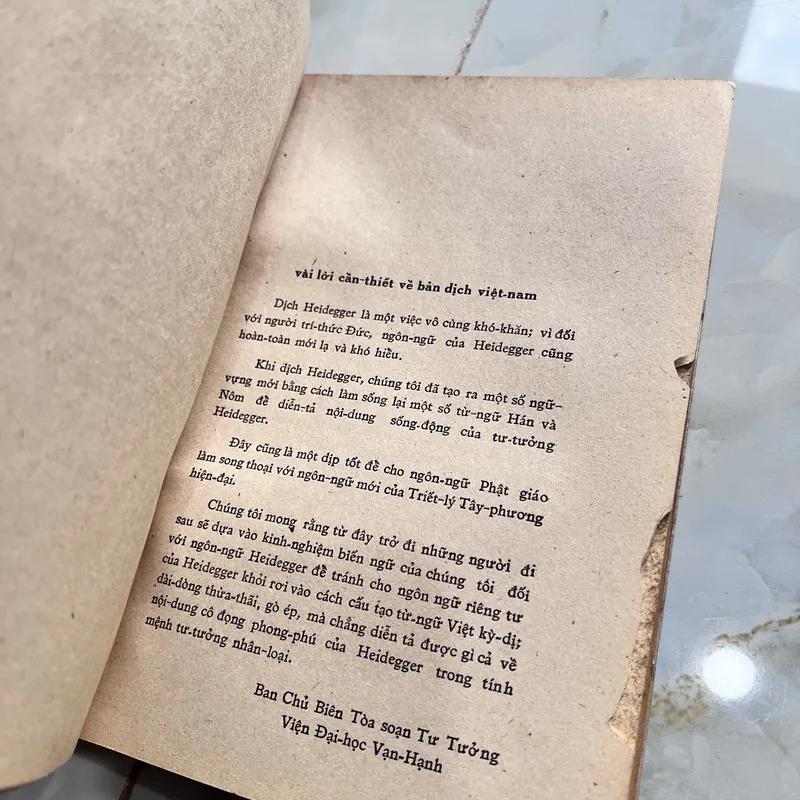 vài lời cần-thiết về bản dịch việt-nam
Dịch Heidegger là một việc vô cùng khó-khăn; vì đối
với người trí-thức Đức, ngôn-ngữ của Heidegger cũng
hoàn-toàn mới lạ và khó hiểu.
Khi dịch Heidegger, chúng tôi đã tạo ra một số ngữ-
vựng mới bằng cách làm sống lại một số từ-ngữ Hán và
Nôm để diễn-tả nội-dung sống-động của tư-tưởng
Heidegger.
Đây cũng là một dịp tốt để cho ngôn-ngữ Phật giáo
làm song thoại với ngôn-ngữ mới của Triết-lý Tây-phương
hiện-đại.
Chúng tôi mong rằng từ đây trở đi những người đi
sau sẽ dựa vào kinh-nghiệm biến ngữ của chúng tôi đối
với ngôn-ngữ Heidegger để tránh cho ngôn ngữ riêng tư
của Heidegger khỏi rơi vào cách cấu tạo từ-ngữ Việt kỳ-dị;
dài-dòng thừa-thãi, gò ép, mà chẳng diễn tả được gì cả về
nội-dung cô đọng phong-phú của Heidegger trong tính
mệnh tư-tưởng nhân-loại.
Ban Chủ Biên Tòa soạn Tư Tưởng
Viện Đại-học Vạn-Hạnh